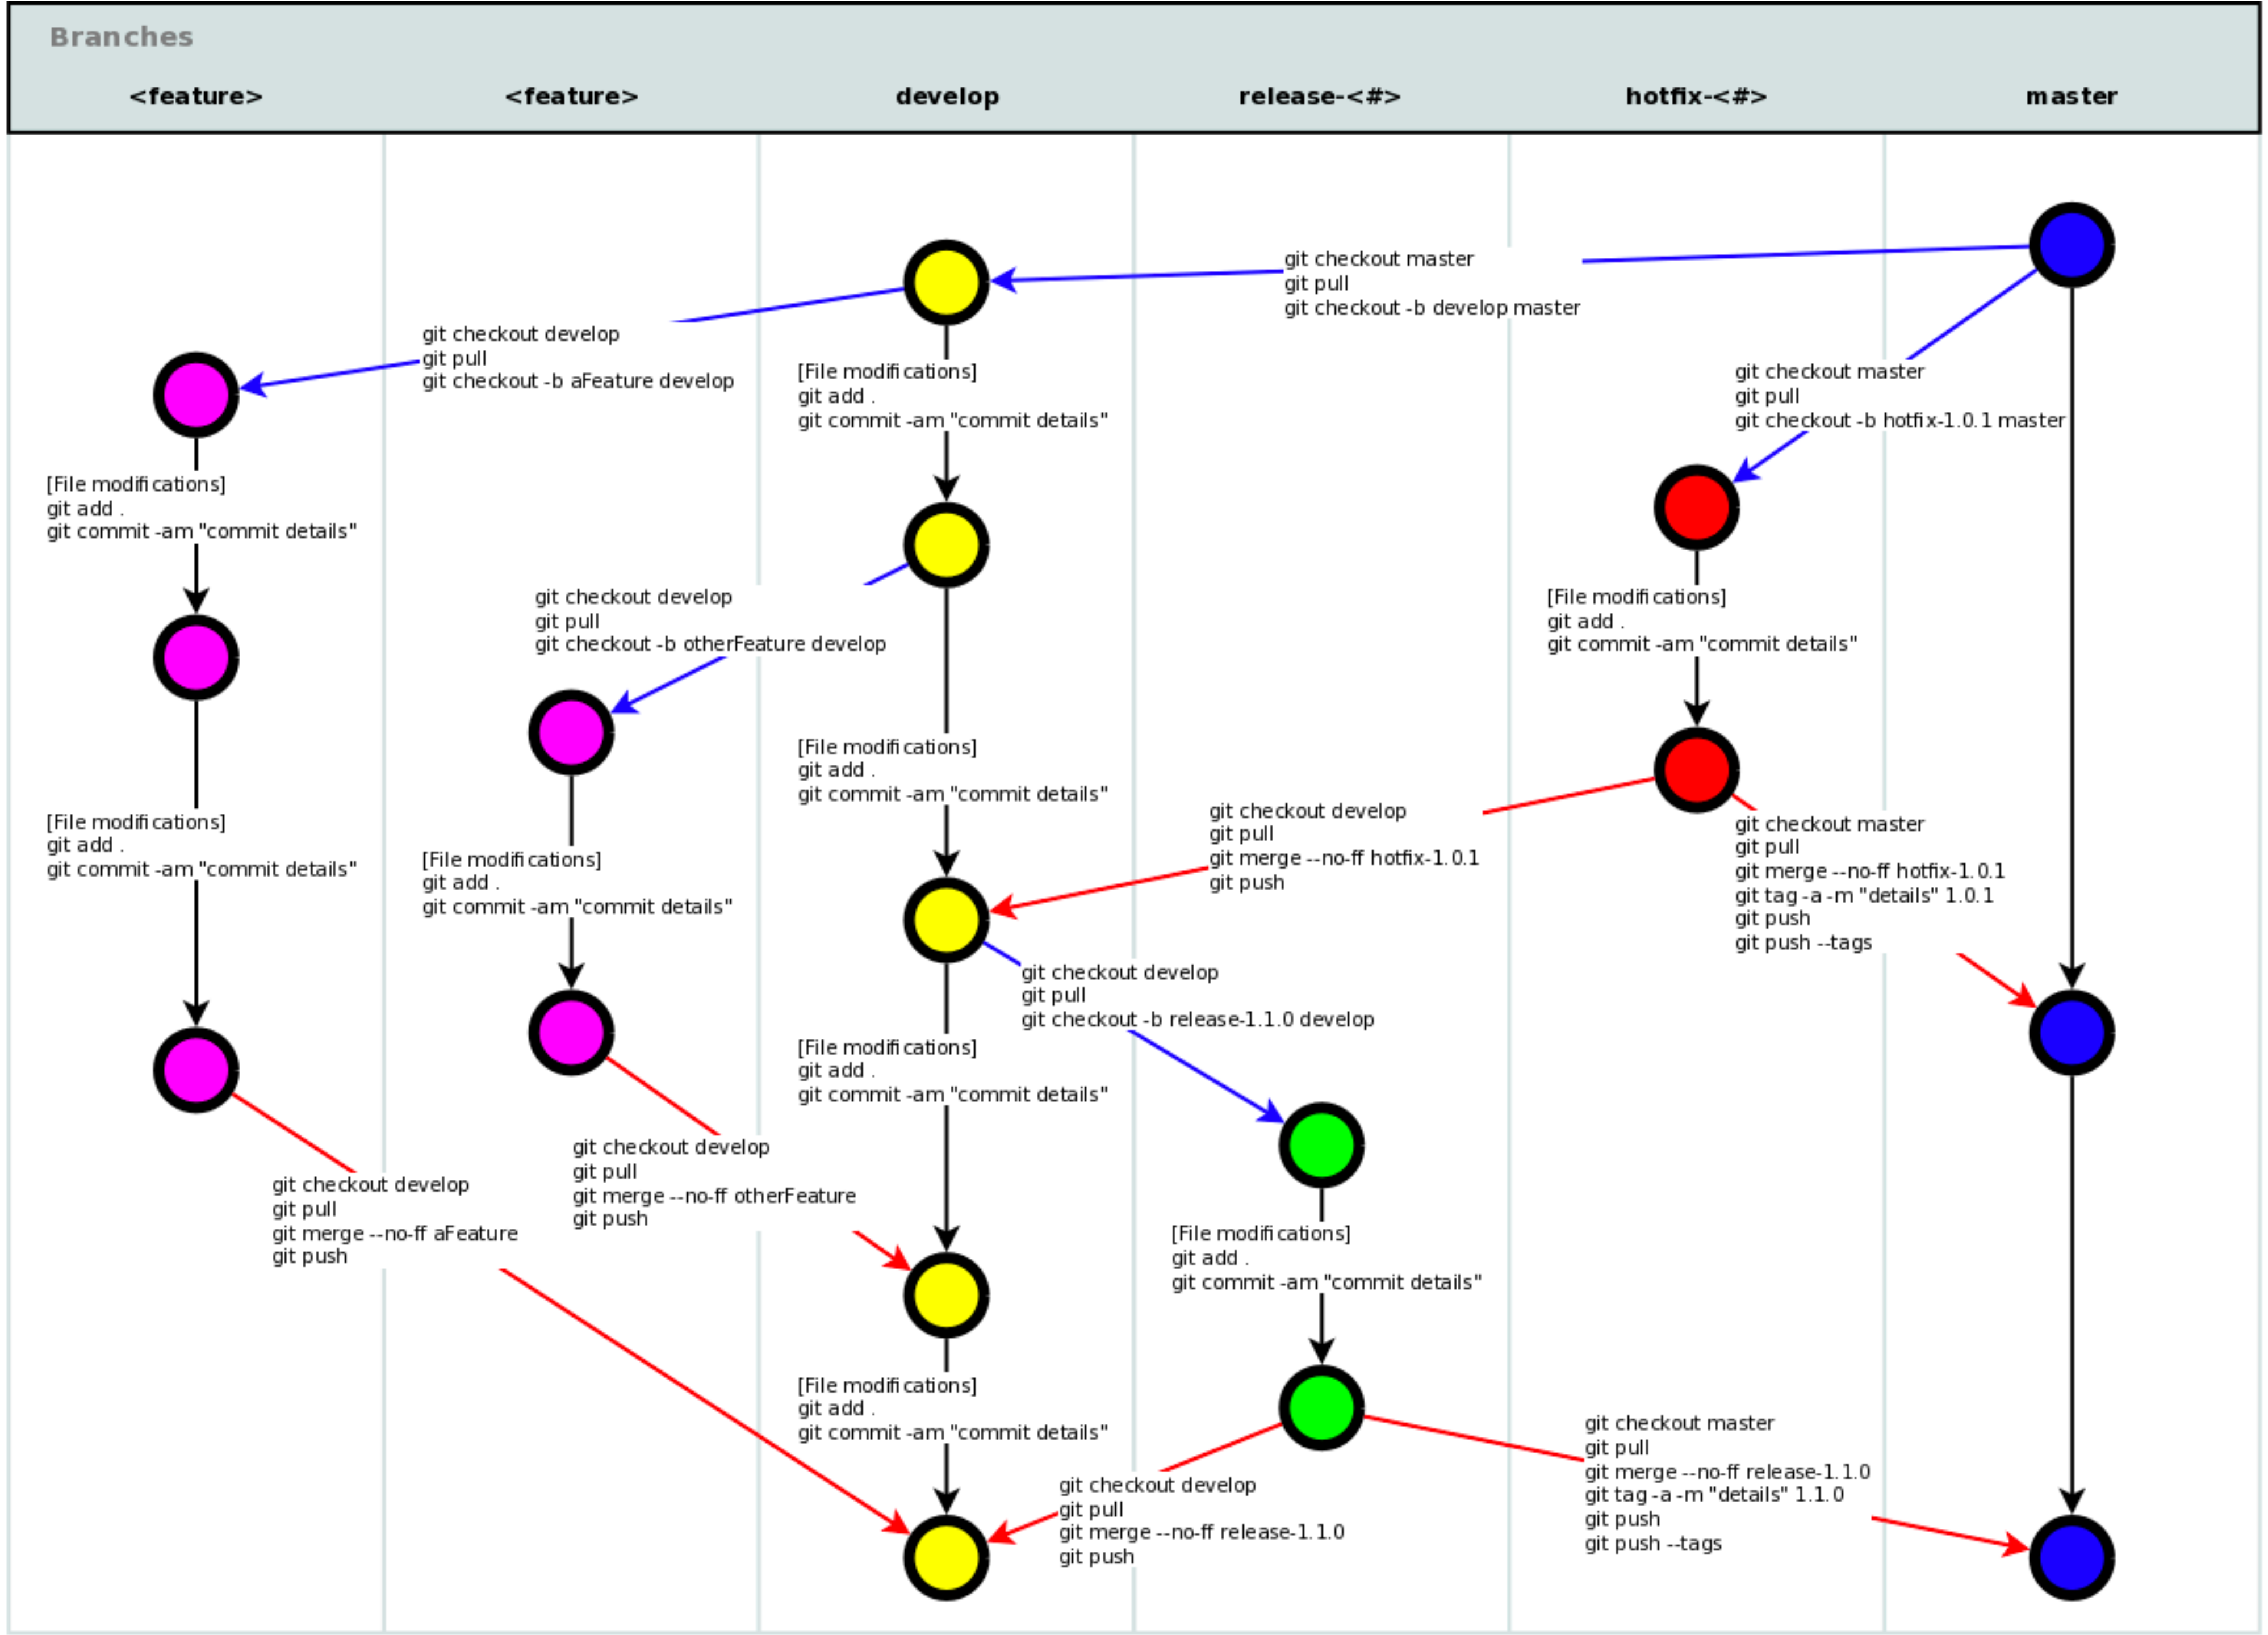 Branches
<feature>
<feature>
develop
release-<#>
hotfix-<#>
master
git checkout master
git pull
git checkout -b develop master
git checkout develop
git pull
git checkout -b aFeature develop
[File modifications]
git add .
git commit -am "commit details"
git checkout master
git pull
git checkout -b hotfix-1.0.1 master
[File modifications]
git add .
git commit -am "commit details"
git checkout develop
git pull
git checkout -b otherFeature develop
[File modifications]
git add .
git commit -am "commit details"
[File modifications]
git add .
git commit -am "commit details"
git checkout develop
git pull
git merge --no-ff hotfix-1.0.1
git push
[File modifications]
git add .
git commit -am "commit details"
git checkout master
git pull
git merge --no-ff hotfix-1.0.1
git tag -a -m "details" 1.0.1
git push
git push --tags
[File modifications]
git add .
git commit -am "commit details"
git checkout develop
git pull
git checkout -b release-1.1.0 develop
[File modifications]
git add .
git commit -am "commit details"
git checkout develop
git pull
git merge --no-ff otherFeature
git push
git checkout develop
git pull
git merge --no-ff aFeature
git push
[File modifications]
git add .
git commit -am "commit details"
[File modifications]
git add .
git commit -am "commit details"
git checkout master
git pull
git merge --no-ff release-1.1.0
git tag -a -m "details" 1.1.0
git push
git push --tags
git checkout develop
git pull
git merge --no-ff release-1.1.0
git push